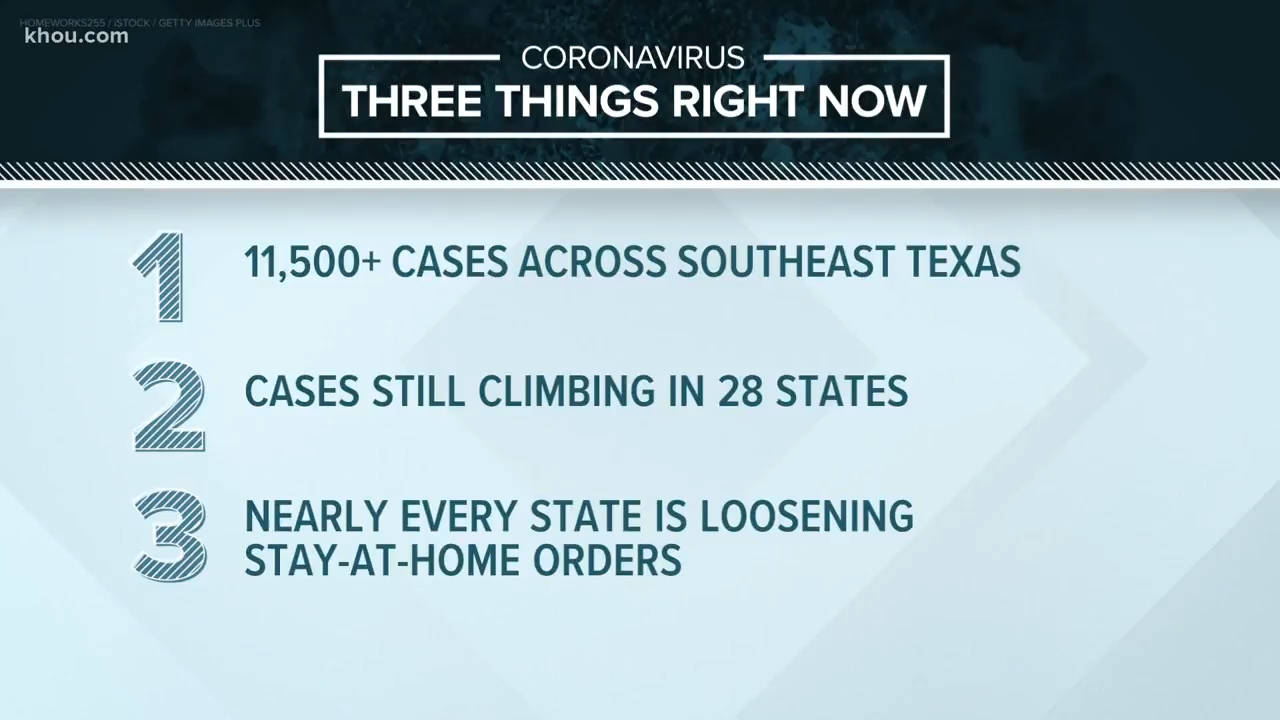 HOMEWORKS255 / iSTOCK / GETTY IMAGES PLUS
khou.com
CORONAVIRUS
THREE THINGS RIGHT NOW
1 11,500+ CASES ACROSS SOUTHEAST TEXAS
2 CASES STILL CLIMBING IN 28 STATES
3 NEARLY EVERY STATE IS LOOSENING
STAY-AT-HOME ORDERS